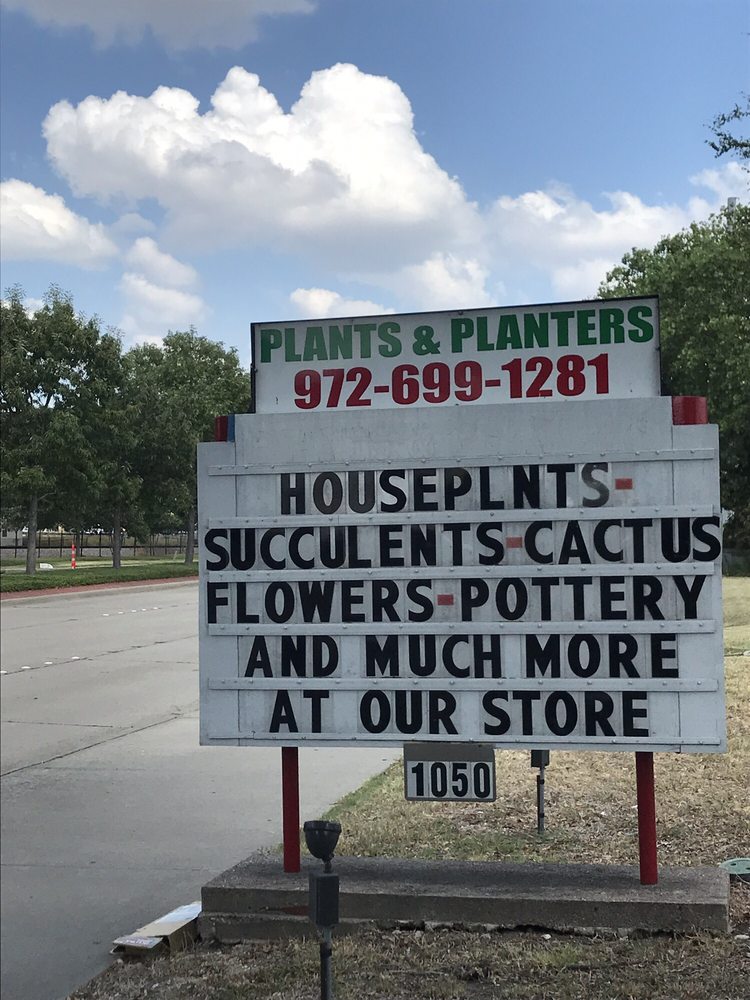 PLANTS & PLANTERS
972-699-1281
HOUSEPLNTS-
SUCCULENTS-CACTUS
FLOWERS-POTTERY
AND MUCH MORE
AT OUR STORE
1050